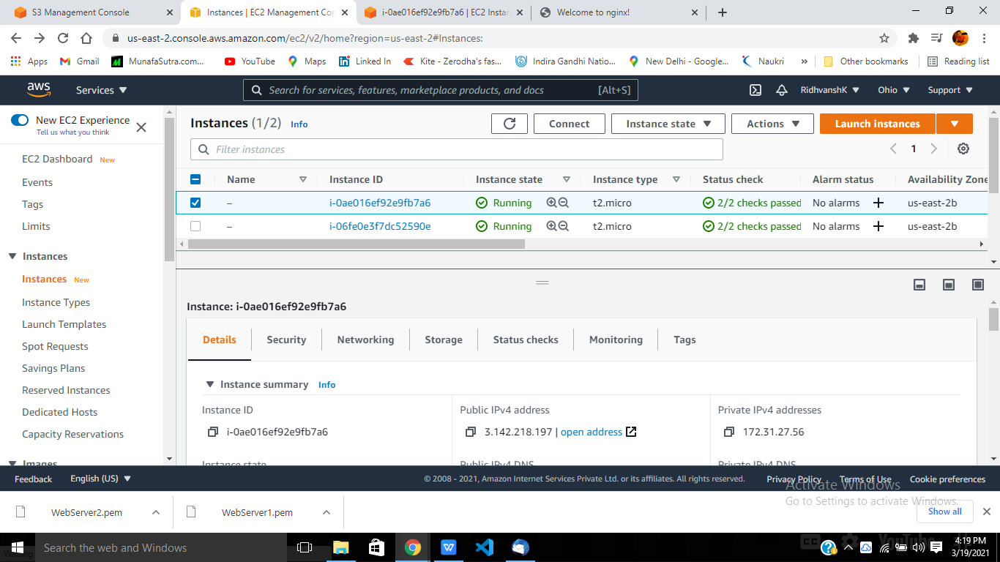 S3 Management Console
Instances | EC2 Management Con
i-0ae016ef92e9fb7a6 | EC2 Instan
Welcome to nginx!
us-east-2.console.aws.amazon.com/ec2/v2/home?region=us-east-2#Instances:
Apps
Gmail
MunafaSutra.com...
YouTube
Maps
Linked In
Kite - Zerodha's fas...
Indira Gandhi Natio...
New Delhi - Google...
Naukri
»
Other bookmarks
Reading list
aws
Services
Search for services, features, marketplace products, and docs
[Alt+S]
RidhvanshK
Ohio
Support
New EC2 Experience
Tell us what you think
EC2 Dashboard New
Events
Tags
Limits
Instances
Instances New
Instance Types
Launch Templates
Spot Requests
Savings Plans
Reserved Instances
Dedicated Hosts
Capacity Reservations
Images
Instances (1/2) Info
Connect
Instance state
Actions
Launch instances
Filter instances
1
Name Instance ID Instance state Instance type Status check Alarm status Availability Zone
– i-0ae016ef92e9fb7a6 Running t2.micro 2/2 checks passed No alarms + us-east-2b
– i-06fe0e3f7dc52590e Running t2.micro 2/2 checks passed No alarms + us-east-2b
Instance: i-0ae016ef92e9fb7a6
Details
Security
Networking
Storage
Status checks
Monitoring
Tags
Instance summary Info
Instance ID
i-0ae016ef92e9fb7a6
Public IPv4 address
3.142.218.197 | open address
Private IPv4 addresses
172.31.27.56
Instance state
Public IPv4 DNS
Private IPv4 DNS
Feedback
English (US)
© 2008 - 2021, Amazon Internet Services Private Ltd. or its affiliates. All rights reserved.
Privacy Policy
Terms of Use
Cookie preferences
Activate Windows
Go to Settings to activate Windows.
WebServer2.pem
WebServer1.pem
Show all
Waiting
Search the web and Windows
CC
YouTube
4:19 PM
3/19/2021